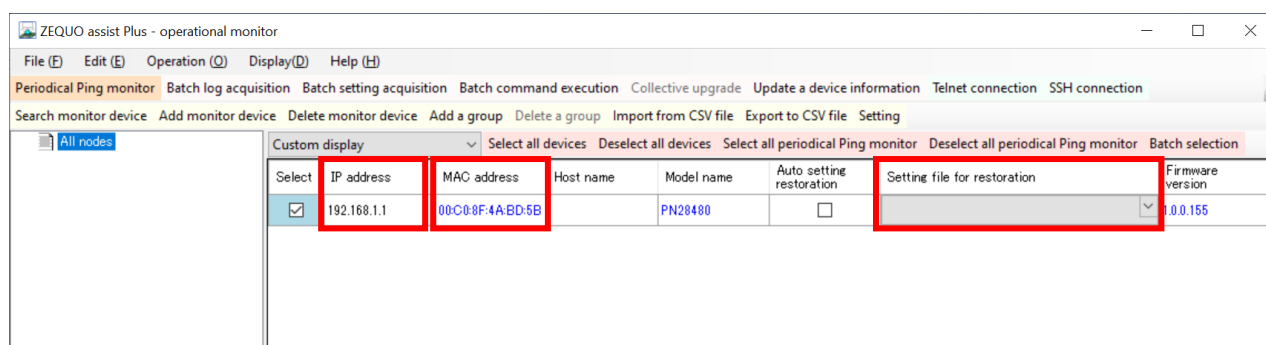 ZEQUO assist Plus - operational monitor
File (F) Edit (E) Operation (O) Display(D) Help (H)
Periodical Ping monitor Batch log acquisition Batch setting acquisition Batch command execution Collective upgrade Update a device information Telnet connection SSH connection
Search monitor device Add monitor device Delete monitor device Add a group Delete a group Import from CSV file Export to CSV file Setting
All nodes
Custom display Select all devices Deselect all devices Select all periodical Ping monitor Deselect all periodical Ping monitor Batch selection
Select IP address MAC address Host name Model name Auto setting restoration Setting file for restoration Firmware version
192.168.1.1 00:C0:8F:4A:BD:5B PN28480 1.0.0.155